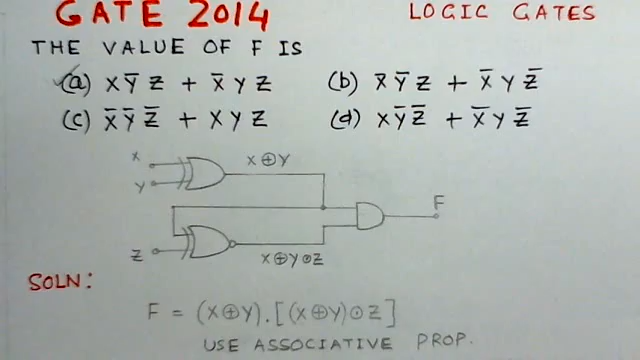 GATE 2014 LOGIC GATES
THE VALUE OF F IS
(a) X Y̅ Z + X̅ Y Z (b) X̅ Y̅ Z + X̅ Y Z̅
(c) X̅ Y̅ Z̅ + X Y Z (d) X Y̅ Z̅ + X̅ Y Z̅
X
X⊕Y
Y
F
Z
X⊕Y⊙Z
SOLN:
F = (X⊕Y).[(X⊕Y)⊙Z]
USE ASSOCIATIVE PROP.